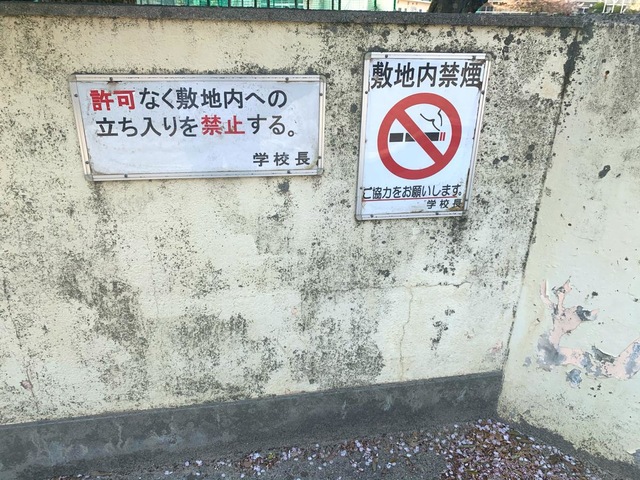 許可なく敷地内への
立ち入りを禁止する。
学校長
敷地内禁煙
ご協力をお願いします。
学校長